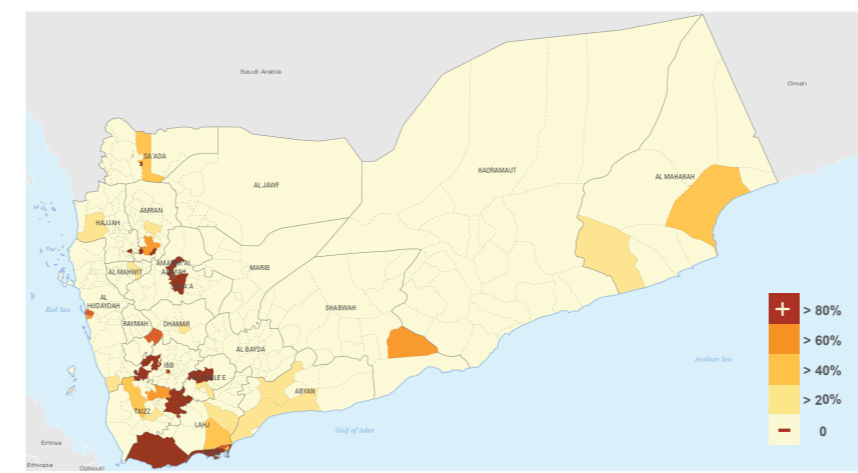 Saudi Arabia
Oman
SA'ADA
HADRAMAUT
AL MAHARAH
AL JAWF
AMRAN
HAJJAH
AL MAHWIT
MARIB
AL
HUDAYDAH
SHABWAH
Red Sea
RAYMAH
DHAMAR
AL BAYDA
IBB
ABYAN
TAIZZ
LAHJ
Arabian Sea
Gulf of Aden
Eritrea
Ethiopia
Djibouti
+ > 80%
> 60%
> 40%
> 20%
− 0